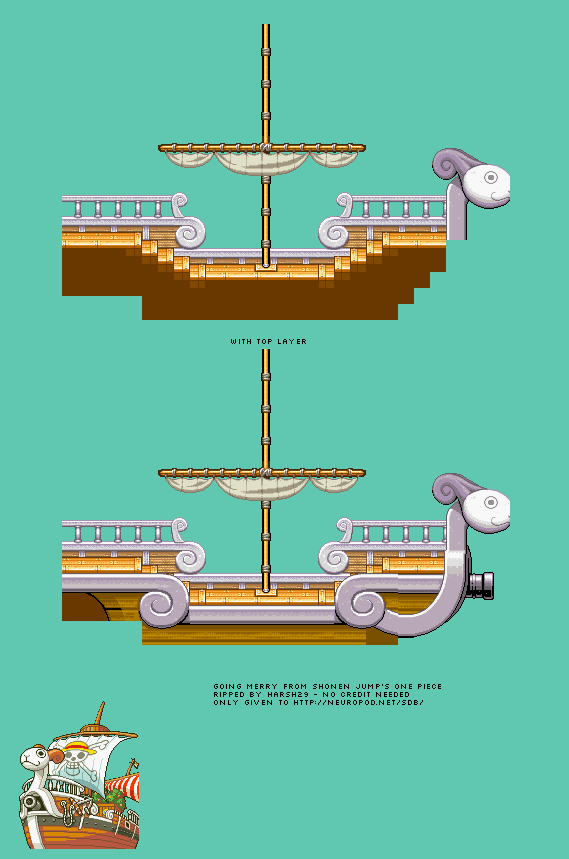 WITH TOP LAYER
GOING MERRY FROM SHONEN JUMP'S ONE PIECE
RIPPED BY HARSH29 - NO CREDIT NEEDED
ONLY GIVEN TO HTTP://NEUROPOD.NET/SDB/